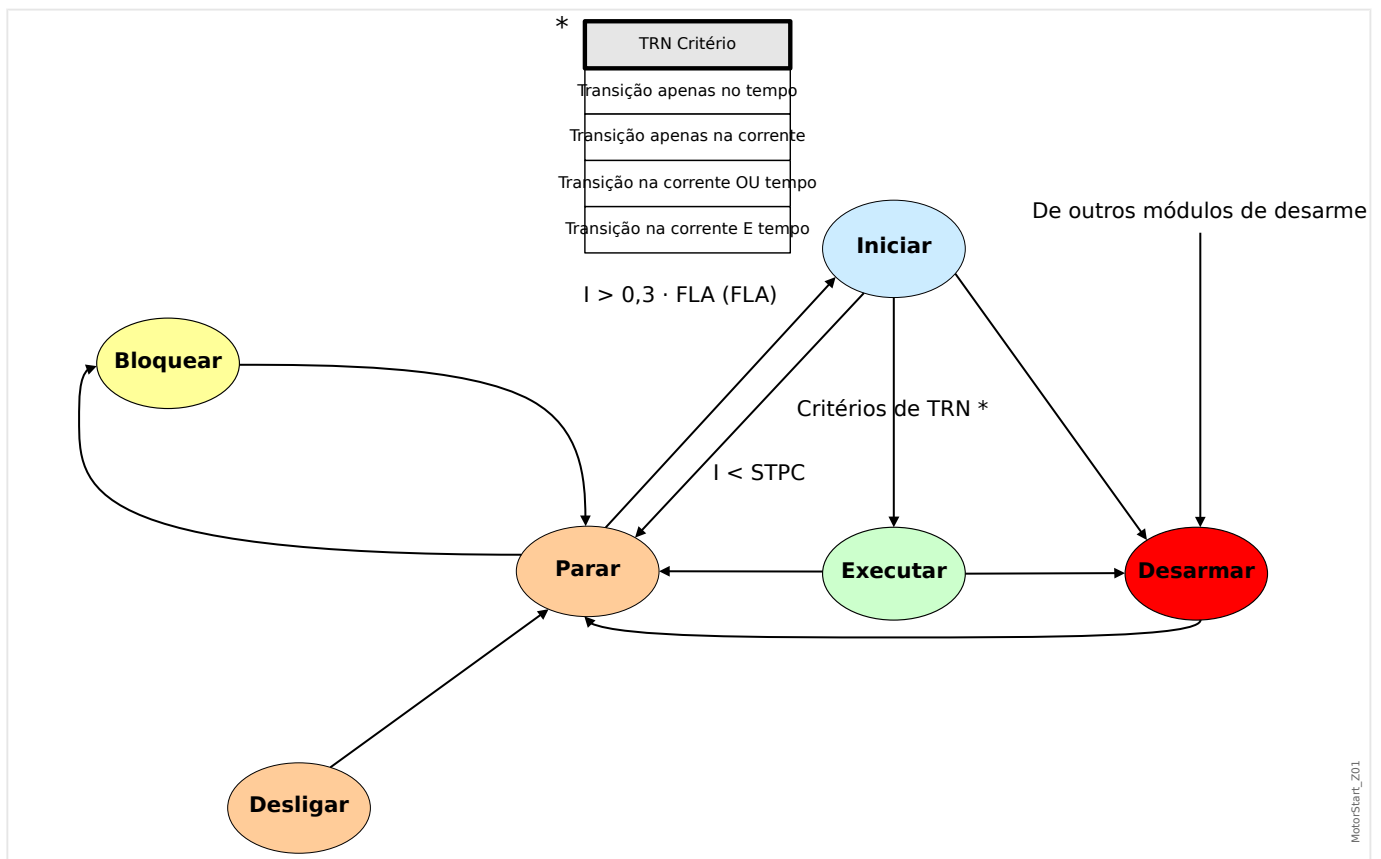 *
TRN Critério
Transição apenas no tempo
Transição apenas na corrente
Transição na corrente OU tempo
Transição na corrente E tempo
De outros módulos de desarme
Iniciar
I > 0,3 · FLA (FLA)
Bloquear
Critérios de TRN *
I < STPC
Parar
Executar
Desarmar
Desligar
MotorStart_Z01